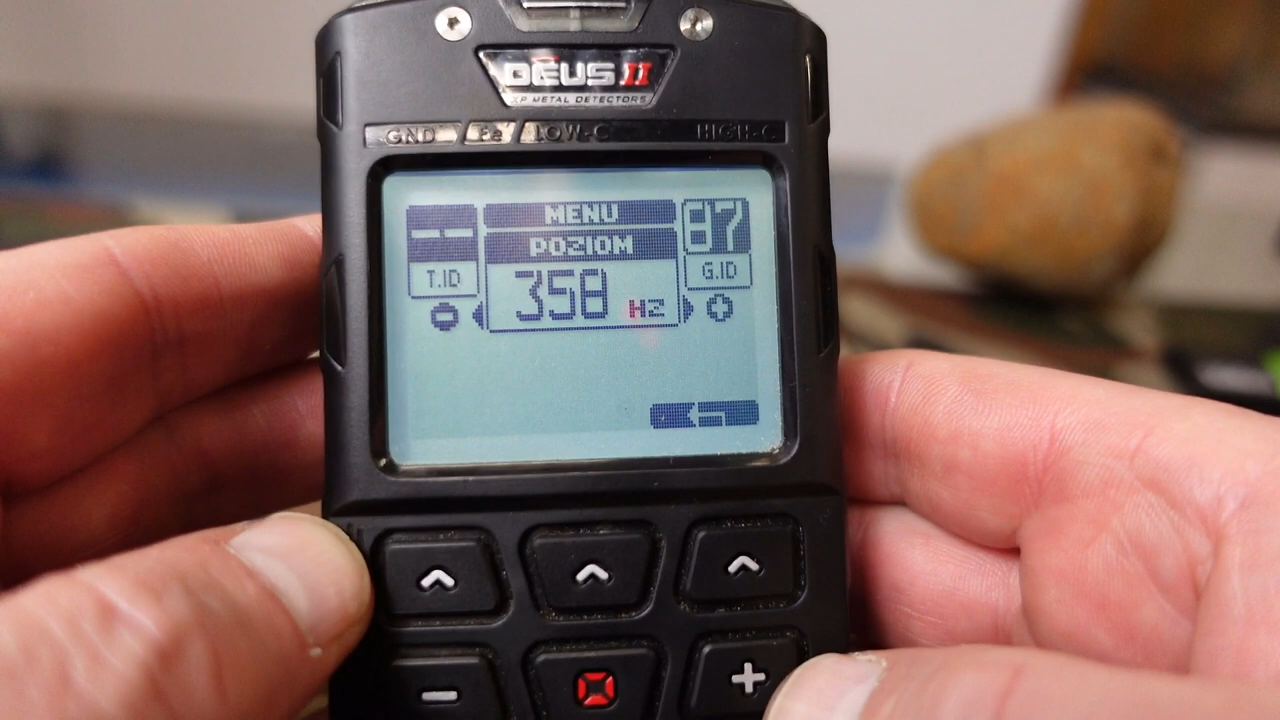 DEUS II
XP METAL DETECTORS
GND Fe LOW-C HIGH-C
MENU
-- POZIOM 87
T.ID 358 HZ G.ID